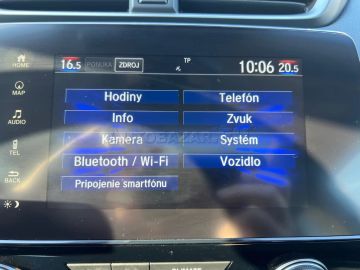 HOME
16.5 PONUKA ZDROJ TP 10:06 20.5
MAP
AUDIO
TEL
BACK
Hodiny Telefón
Info Zvuk
Kamera Systém
Bluetooth / Wi-Fi Vozidlo
Pripojenie smartfónu
CLIMATE